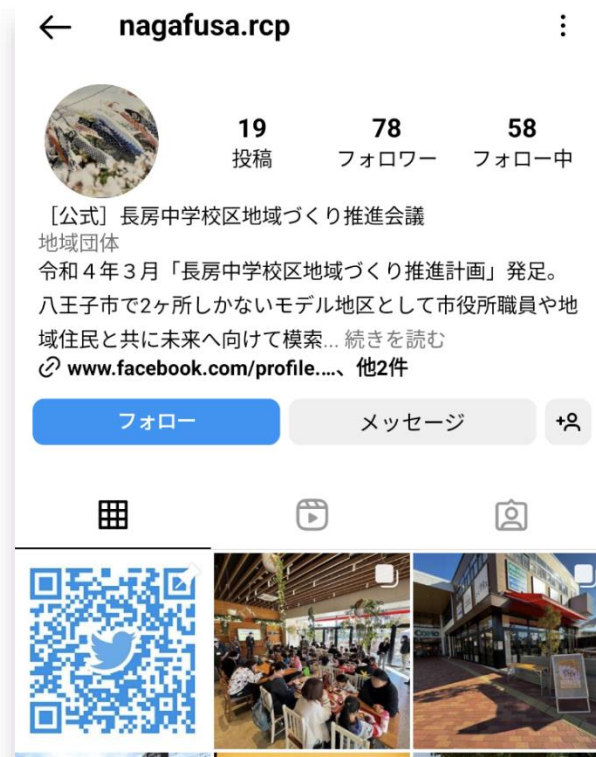 nagafusa.rcp
19
78
58
投稿
フォロワー
フォロー中
［公式］長房中学校区地域づくり推進会議
地域団体
令和４年３月「長房中学校区地域づくり推進計画」発足。
八王子市で2ヶ所しかないモデル地区として市役所職員や地
域住民と共に未来へ向けて模索... 続きを読む
www.facebook.com/profile....、他2件
フォロー
メッセージ